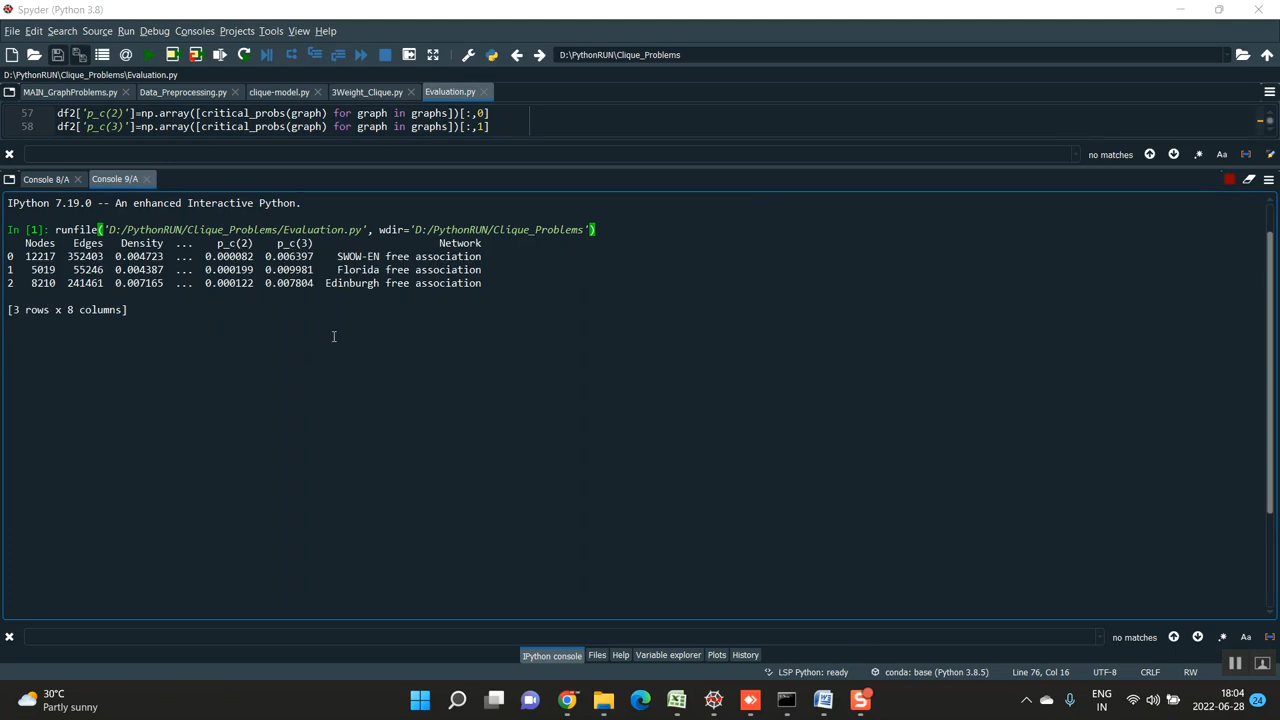 Spyder (Python 3.8)
File Edit Search Source Run Debug Consoles Projects Tools View Help
D:\PythonRUN\Clique_Problems
D:\PythonRUN\Clique_Problems\Evaluation.py
MAIN_GraphProblems.py Data_Preprocessing.py clique-model.py 3Weight_Clique.py Evaluation.py
57 df2['p_c(2)']=np.array([critical_probs(graph) for graph in graphs])[:,0]
58 df2['p_c(3)']=np.array([critical_probs(graph) for graph in graphs])[:,1]
no matches .* Aa
Console 8/A Console 9/A
IPython 7.19.0 -- An enhanced Interactive Python.
In [1]: runfile('D:/PythonRUN/Clique_Problems/Evaluation.py', wdir='D:/PythonRUN/Clique_Problems')
Nodes Edges Density ... p_c(2) p_c(3) Network
0 12217 352403 0.004723 ... 0.000082 0.006397 SWOW-EN free association
1 5019 55246 0.004387 ... 0.000199 0.009981 Florida free association
2 8210 241461 0.007165 ... 0.000122 0.007804 Edinburgh free association
[3 rows x 8 columns]
no matches .* Aa
IPython console Files Help Variable explorer Plots History
LSP Python: ready conda: base (Python 3.8.5) Line 76, Col 16 UTF-8 CRLF RW
30°C
Partly sunny
ENG
IN
18:04
2022-06-28
24